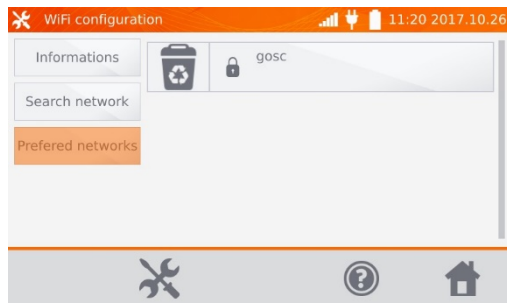 WiFi configuration 11:20 2017.10.26
Informations
gosc
Search network
Prefered networks
?